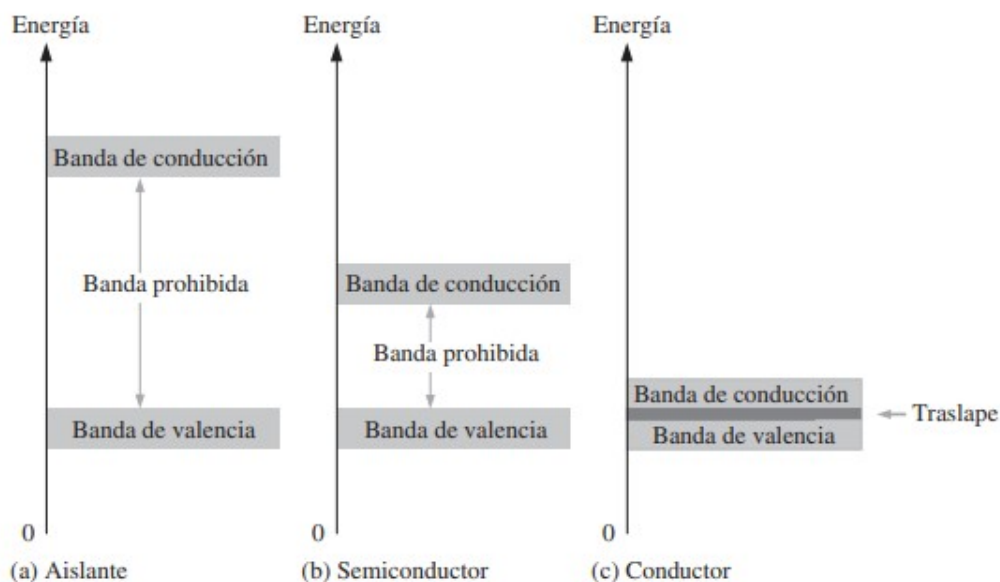 Energía
Banda de conducción
Banda prohibida
Banda de valencia
0
(a) Aislante
Energía
Banda de conducción
Banda prohibida
Banda de valencia
0
(b) Semiconductor
Energía
Banda de conducción
Traslape
Banda de valencia
0
(c) Conductor